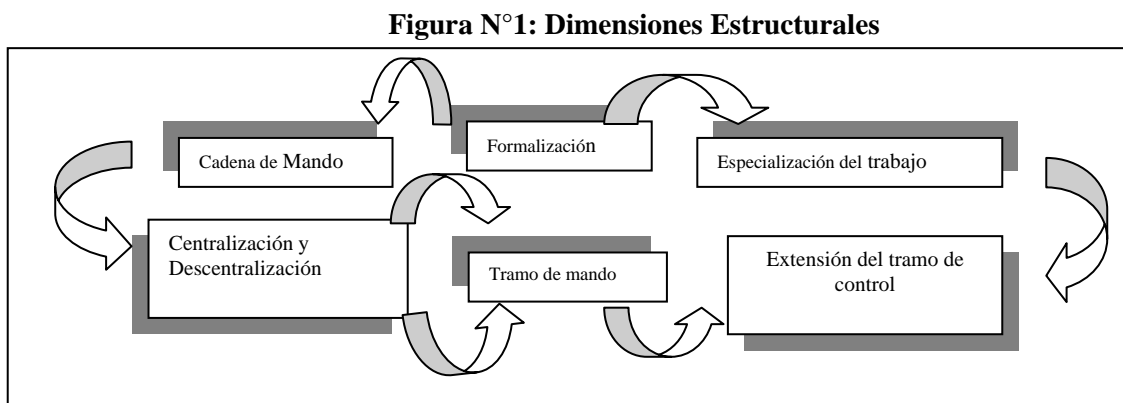 Figura N°1: Dimensiones Estructurales
Cadena de Mando
Formalización
Especialización del trabajo
Centralización y
Descentralización
Tramo de mando
Extensión del tramo de
control